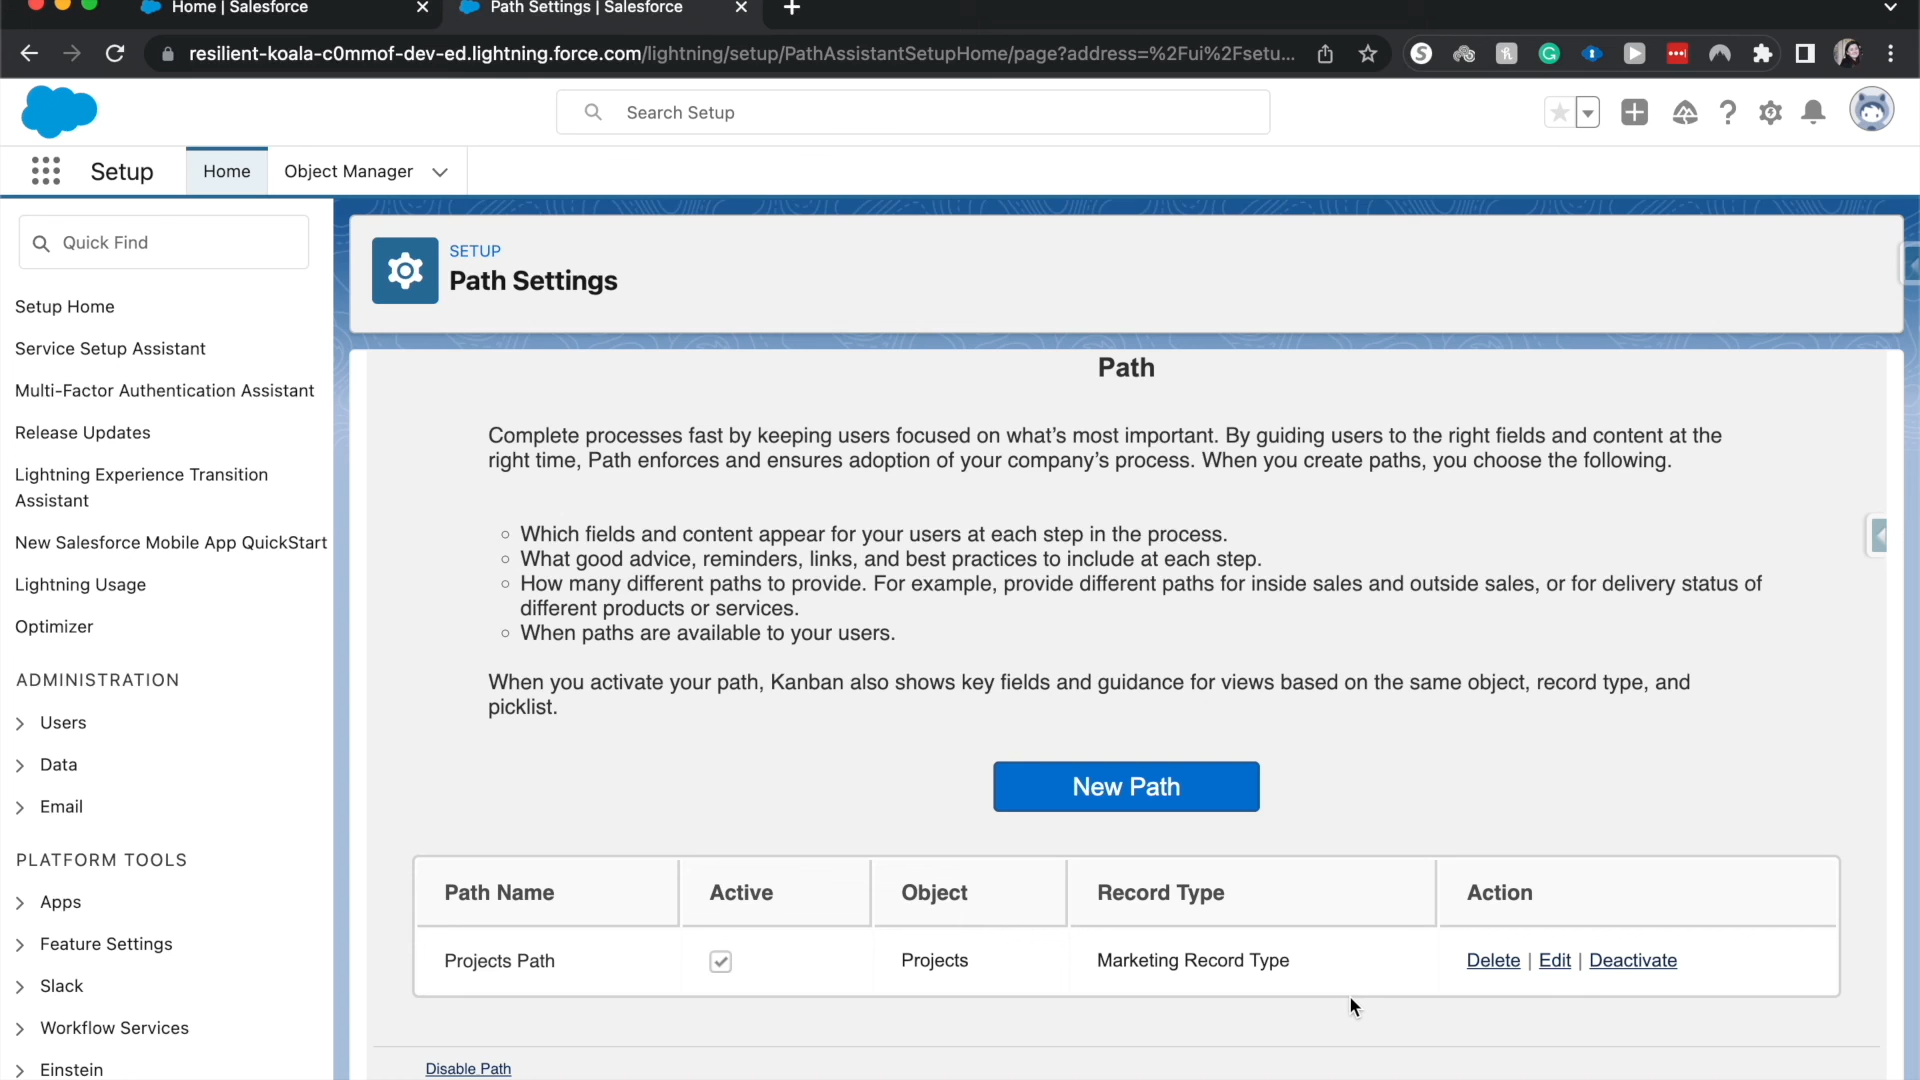 Home | Salesforce
Path Settings | Salesforce
resilient-koala-c0mmof-dev-ed.lightning.force.com/lightning/setup/PathAssistantSetupHome/page?address=%2Fui%2Fsetu...
Search Setup
Setup
Home
Object Manager
Quick Find
Setup Home
Service Setup Assistant
Multi-Factor Authentication Assistant
Release Updates
Lightning Experience Transition
Assistant
New Salesforce Mobile App QuickStart
Lightning Usage
Optimizer
ADMINISTRATION
Users
Data
Email
PLATFORM TOOLS
Apps
Feature Settings
Slack
Workflow Services
Einstein
SETUP
Path Settings
Path
Complete processes fast by keeping users focused on what's most important. By guiding users to the right fields and content at the
right time, Path enforces and ensures adoption of your company's process. When you create paths, you choose the following.
Which fields and content appear for your users at each step in the process.
What good advice, reminders, links, and best practices to include at each step.
How many different paths to provide. For example, provide different paths for inside sales and outside sales, or for delivery status of
different products or services.
When paths are available to your users.
When you activate your path, Kanban also shows key fields and guidance for views based on the same object, record type, and
picklist.
New Path
Path Name Active Object Record Type Action
Projects Path Projects Marketing Record Type Delete | Edit | Deactivate
Disable Path